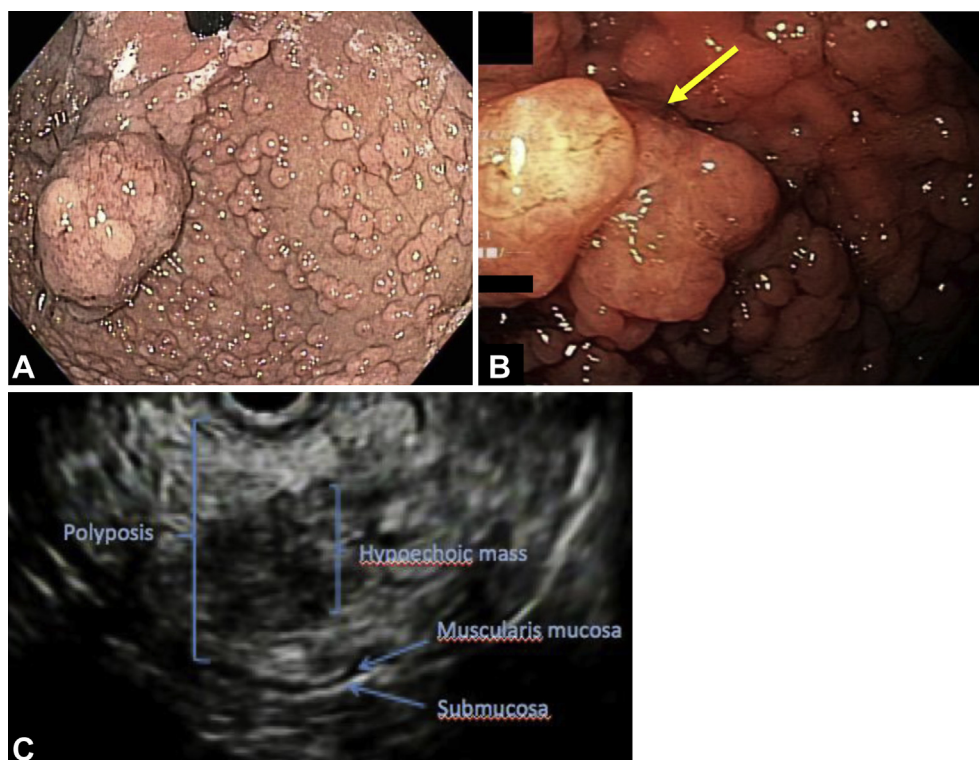 A
B
Polyposis
Hypoechoic mass
Muscularis mucosa
Submucosa
C